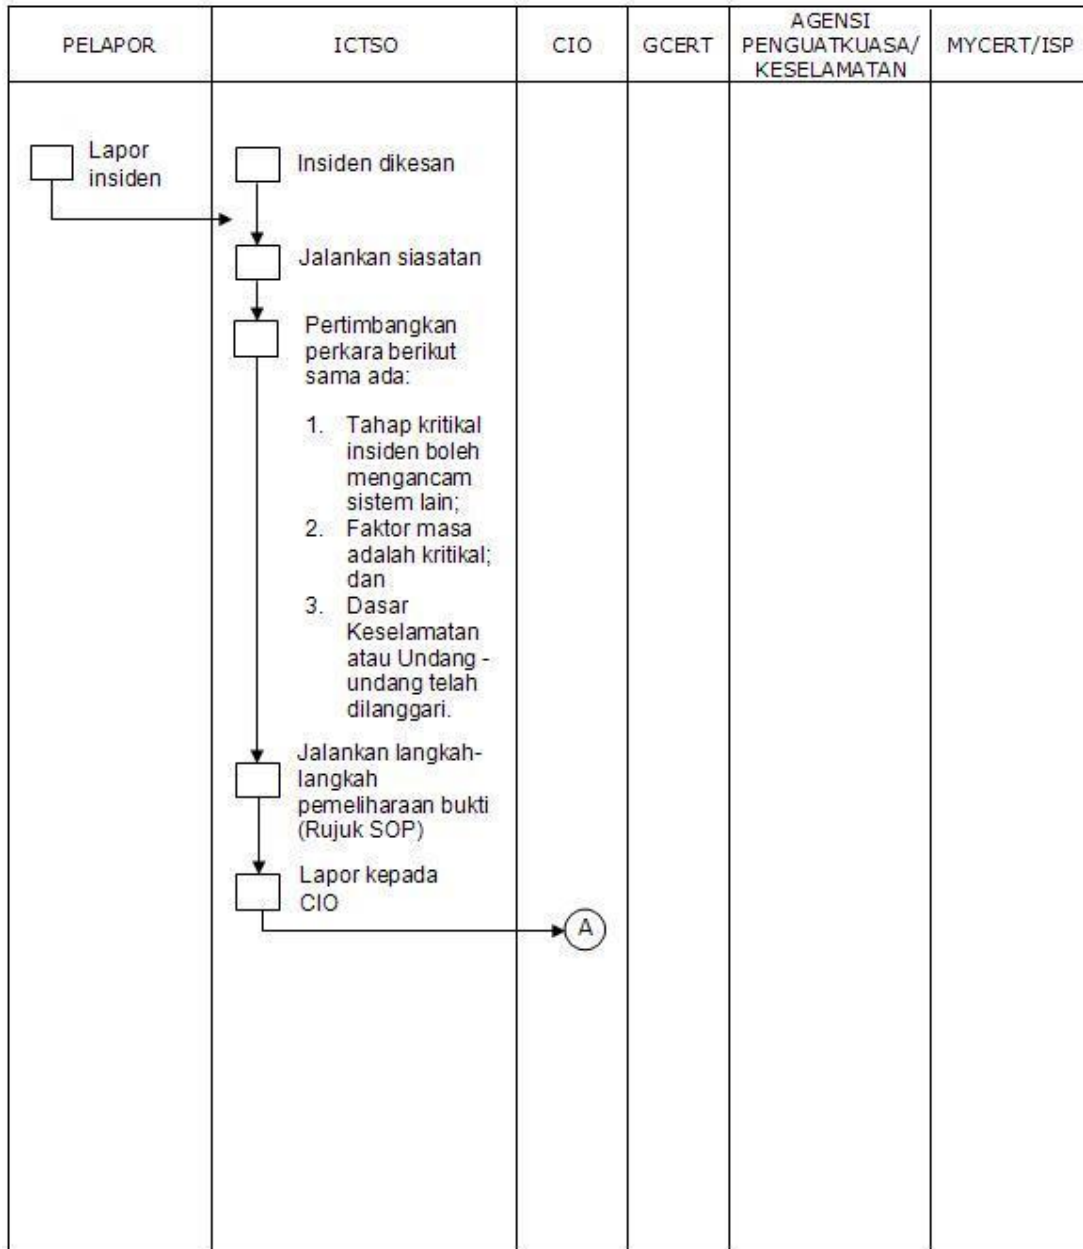 PELAPOR
ICTSO
CIO
GCERT
AGENSI
PENGUATKUASA/
KESELAMATAN
MYCERT/ISP
Lapor
insiden
Insiden dikesan
Jalankan siasatan
Pertimbangkan
perkara berikut
sama ada:
1. Tahap kritikal
insiden boleh
mengancam
sistem lain;
2. Faktor masa
adalah kritikal;
dan
3. Dasar
Keselamatan
atau Undang -
undang telah
dilanggari.
Jalankan langkah-
langkah
pemeliharaan bukti
(Rujuk SOP)
Lapor kepada
CIO
A